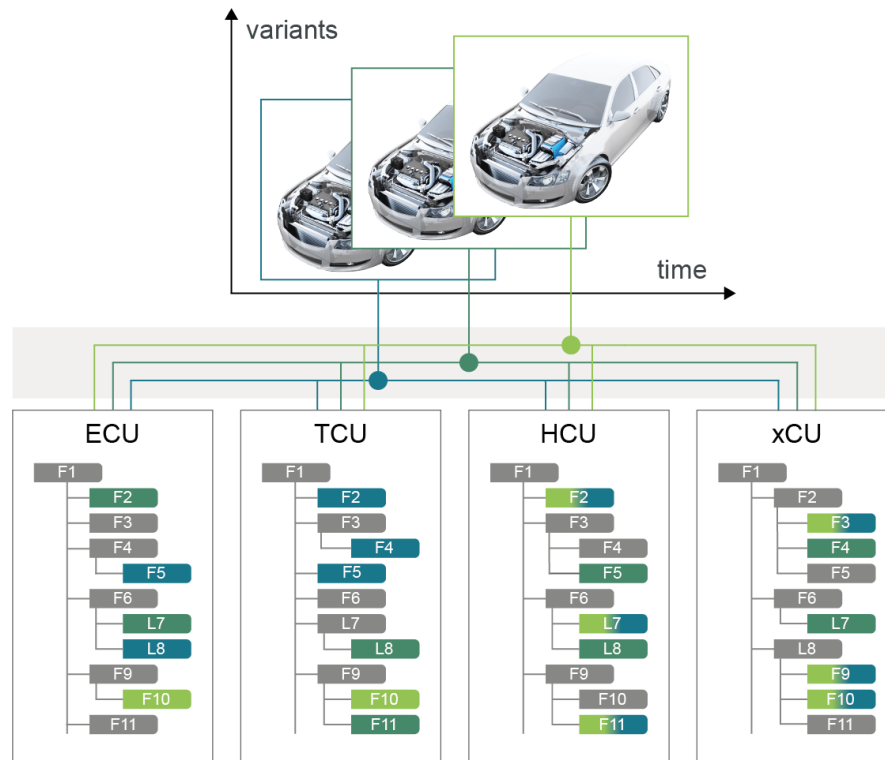 variants
time
ECU
F1
F2
F3
F4
F5
F6
L7
L8
F9
F10
F11
TCU
F1
F2
F3
F4
F5
F6
L7
L8
F9
F10
F11
HCU
F1
F2
F3
F4
F5
F6
L7
L8
F9
F10
F11
xCU
F1
F2
F3
F4
F5
F6
L7
L8
F9
F10
F11